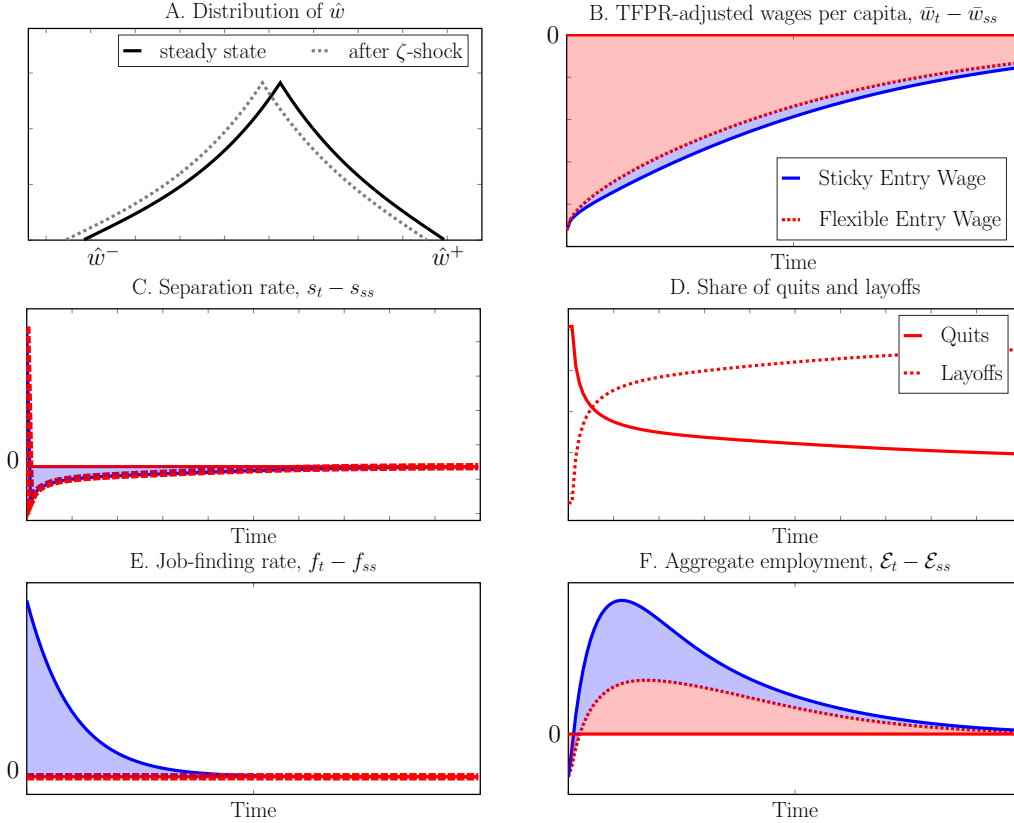 A. Distribution of ŵ
steady state
after ζ-shock
ŵ⁻
ŵ⁺
B. TFPR-adjusted wages per capita, w̄ₜ − w̄ₛₛ
0
Sticky Entry Wage
Flexible Entry Wage
Time
C. Separation rate, sₜ − sₛₛ
0
Time
D. Share of quits and layoffs
Quits
Layoffs
Time
E. Job-finding rate, fₜ − fₛₛ
0
Time
F. Aggregate employment, ℰₜ − ℰₛₛ
0
Time